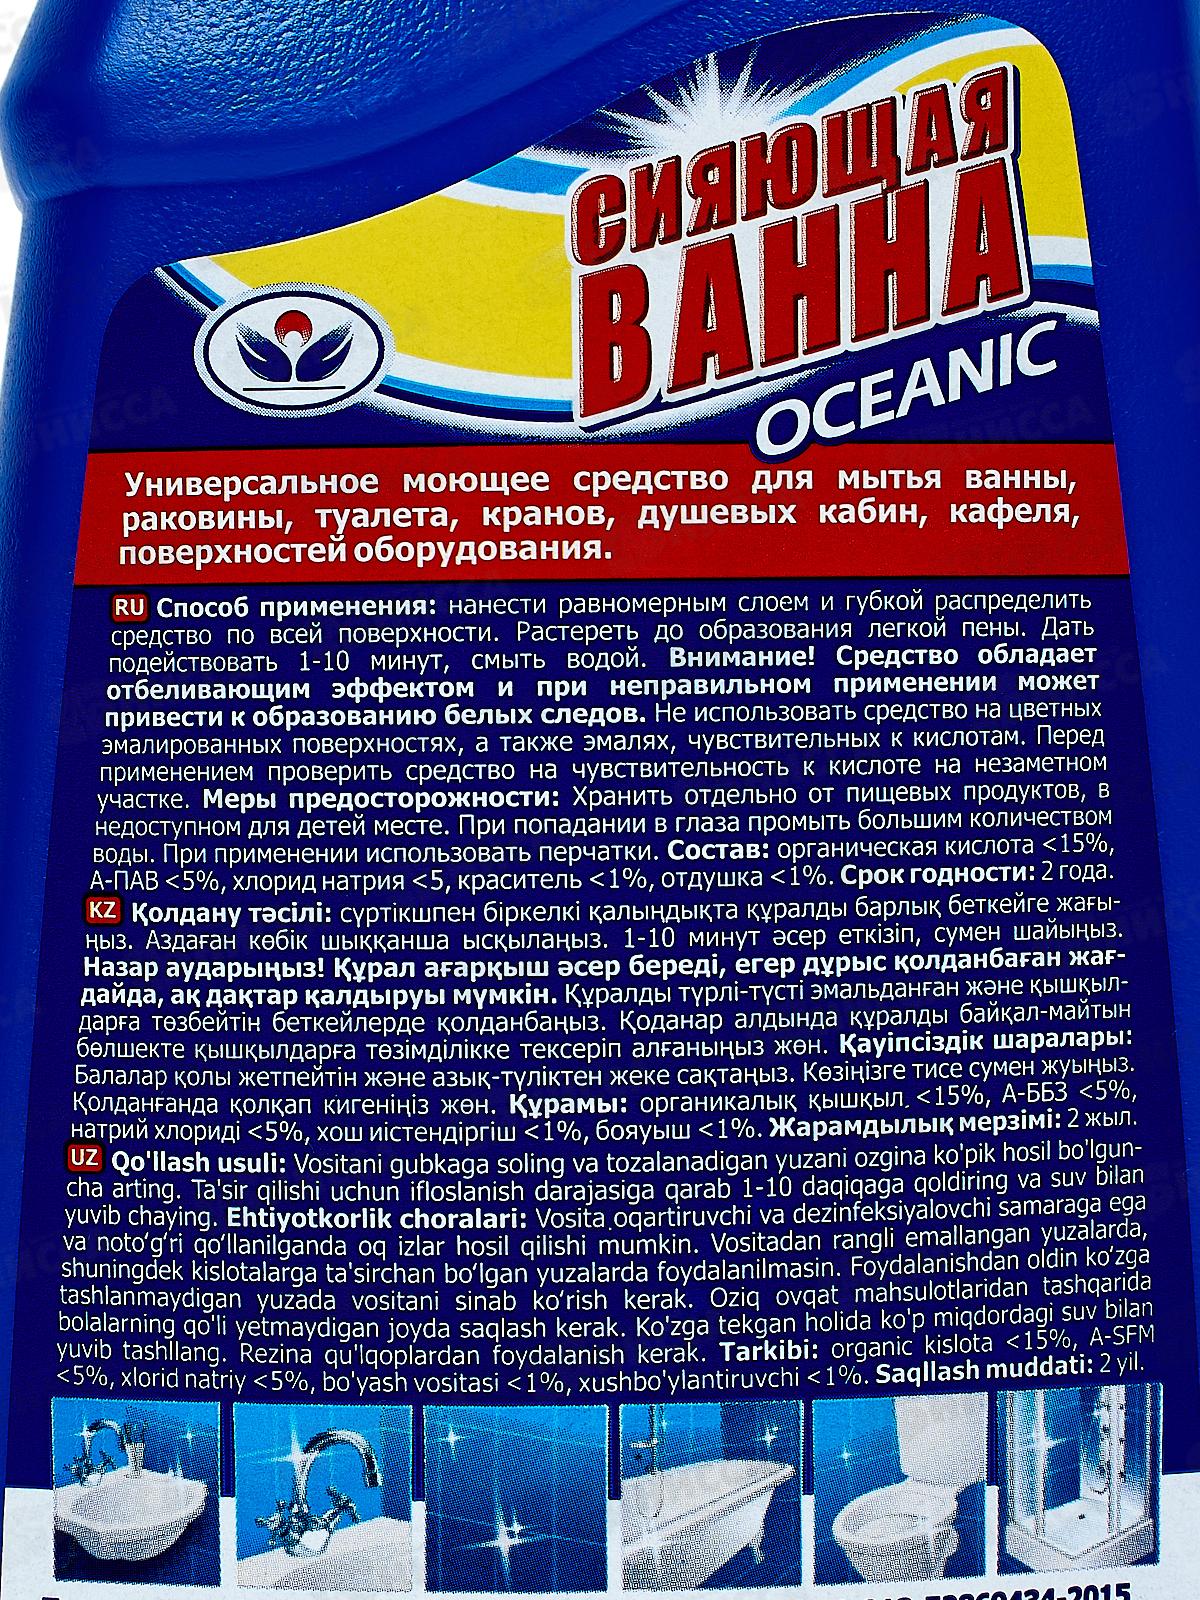 СИЯЮЩАЯ
ВАННА
OCEANIC
Универсальное моющее средство для мытья ванны,
раковины, туалета, кранов, душевых кабин, кафеля,
поверхностей оборудования.
RU Способ применения: нанести равномерным слоем и губкой распределить
средство по всей поверхности. Растереть до образования легкой пены. Дать
подействовать 1-10 минут, смыть водой. Внимание! Средство обладает
отбеливающим эффектом и при неправильном применении может
привести к образованию белых следов. Не использовать средство на цветных
эмалированных поверхностях, а также эмалях, чувствительных к кислотам. Перед
применением проверить средство на чувствительность к кислоте на незаметном
участке. Меры предосторожности: Хранить отдельно от пищевых продуктов, в
недоступном для детей месте. При попадании в глаза промыть большим количеством
воды. При применении использовать перчатки. Состав: органическая кислота <15%,
А-ПАВ <5%, хлорид натрия <5, краситель <1%, отдушка <1%. Срок годности: 2 года.
KZ Қолдану тәсілі: сүртікшпен біркелкі қалыңдықта құралды барлық беткейге жағы-
ңыз. Аздаған көбік шыққанша ысқылаңыз. 1-10 минут әсер еткізіп, сумен шайыңыз.
Назар аударыңыз! Құрал ағарқыш әсер береді, егер дұрыс қолданбаған жағ-
дайда, ақ дақтар қалдыруы мүмкін. Құралды түрлі-түсті эмальданған және қышқыл-
дарға төзбейтін беткейлерде қолданбаңыз. Қоданар алдында құралды байқал-майтын
бөлшекте қышқылдарға төзімділікке тексеріп алғаныңыз жөн. Қауіпсіздік шаралары:
Балалар қолы жетпейтін және азық-түліктен жеке сақтаңыз. Көзіңізге тисе сумен жуыңыз.
Қолданғанда қолқап кигеніңіз жөн. Құрамы: органикалық қышқыл <15%, А-ББЗ <5%,
натрий хлориді <5%, хош иістендіргіш <1%, бояуыш <1%. Жарамдылық мерзімі: 2 жыл.
UZ Qo'llash usuli: Vositani gubkaga soling va tozalanadigan yuzani ozgina ko'pik hosil bo'lgun-
cha arting. Ta'sir qilishi uchun ifloslanish darajasiga qarab 1-10 daqiqaga qoldiring va suv bilan
yuvib chaying. Ehtiyotkorlik choralari: Vosita oqartiruvchi va dezinfeksiyalovchi samaraga ega
va noto‘g‘ri qo‘llanilganda oq izlar hosil qilishi mumkin. Vositadan rangli emallangan yuzalarda,
shuningdek kislotalarga ta'sirchan bo‘lgan yuzalarda foydalanilmasin. Foydalanishdan oldin ko‘zga
tashlanmaydigan yuzada vositani sinab ko‘rish kerak. Oziq ovqat mahsulotlaridan tashqarida
bolalarning qo'li yetmaydigan joyda saqlash kerak. Ko'zga tekgan holida ko'p miqdordagi suv bilan
yuvib tashllang. Rezina qu'lqoplardan foydalanish kerak. Tarkibi: organic kislota <15%, A-SFM
<5%, xlorid natriy <5%, bo'yash vositasi <1%, xushbo'ylantiruvchi <1%. Saqllash muddati: 2 yil.